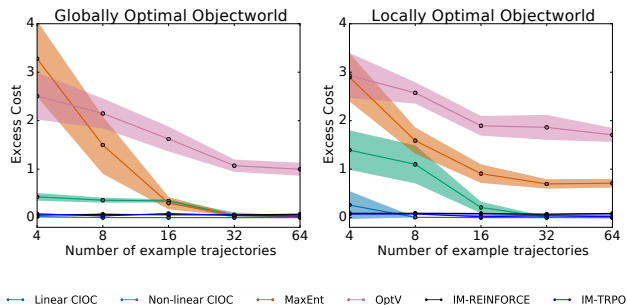 Globally Optimal Objectworld
4
3
2
1
0
Excess Cost
4 8 16 32 64
Number of example trajectories
Locally Optimal Objectworld
4
3
2
1
0
Excess Cost
4 8 16 32 64
Number of example trajectories
Linear CIOC Non-linear CIOC MaxEnt OptV IM-REINFORCE IM-TRPO